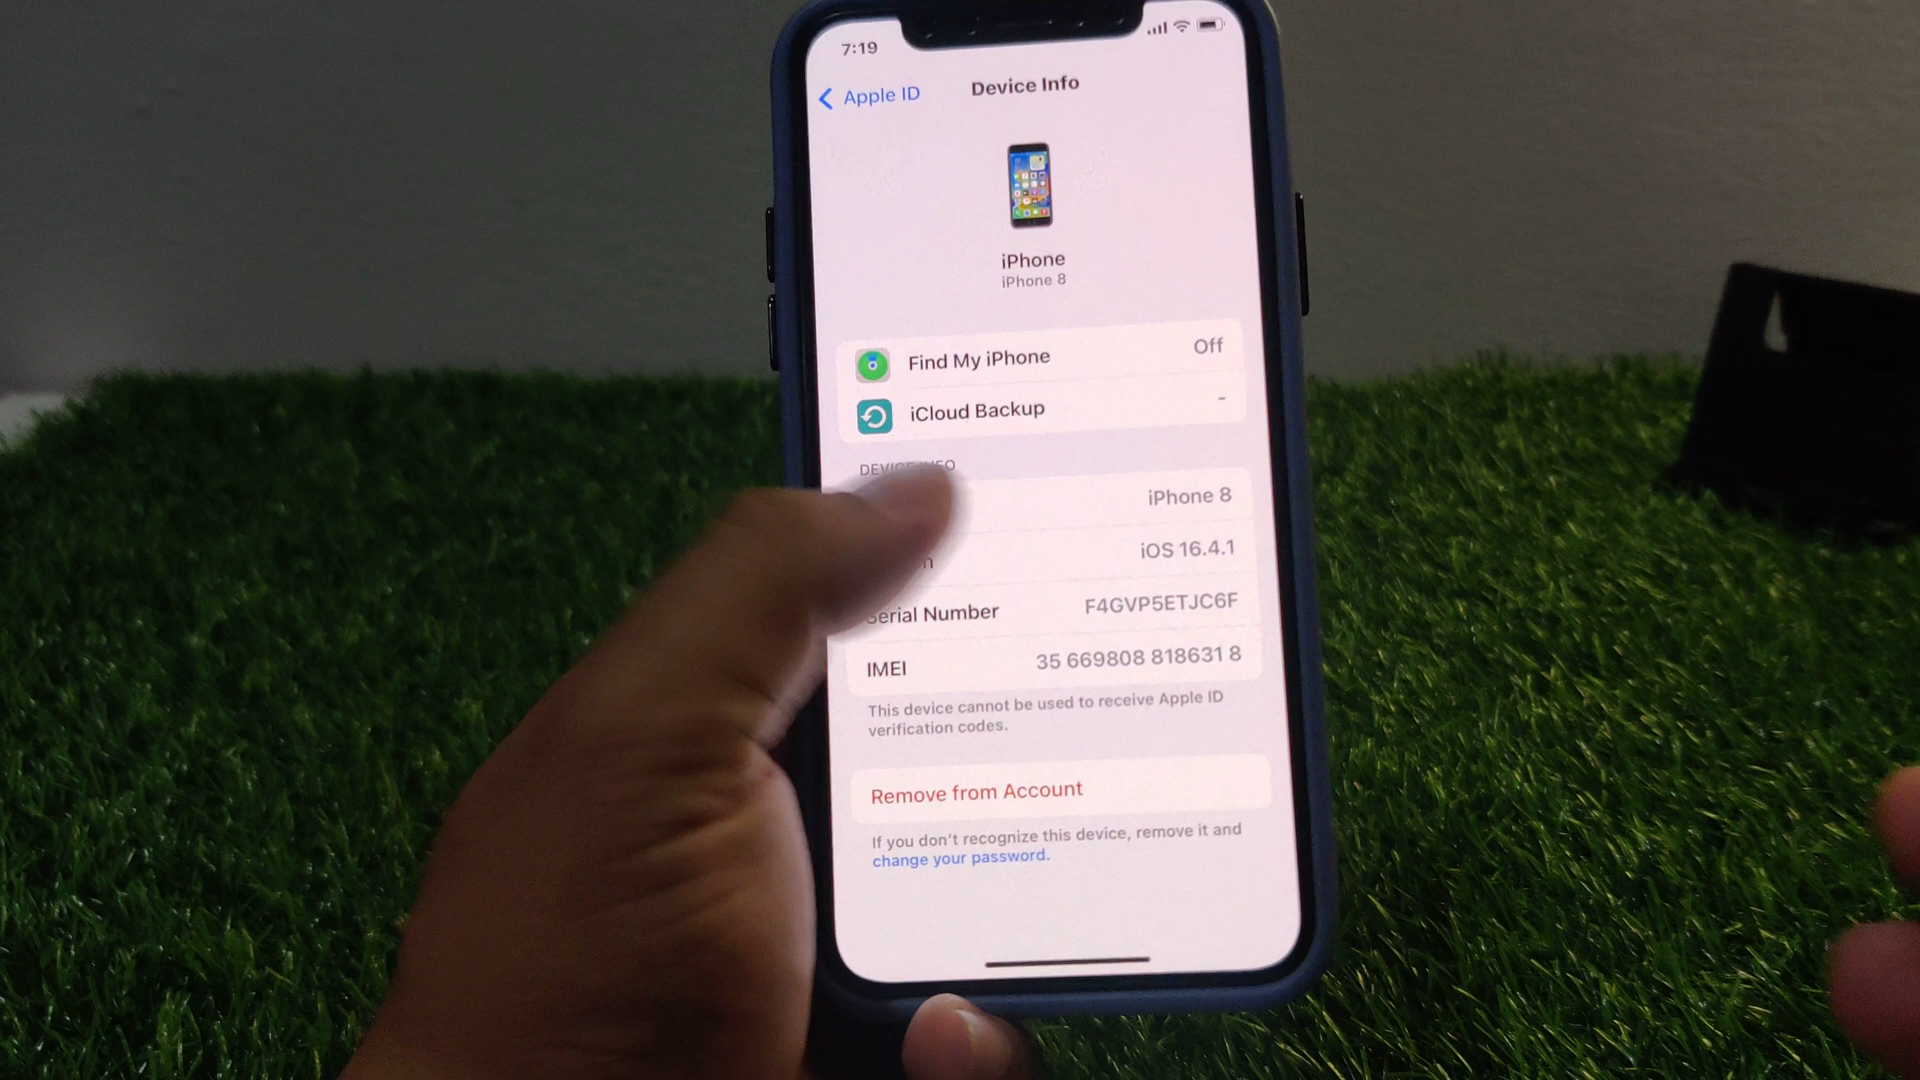 7:19
Apple ID
Device Info
iPhone
iPhone 8
Find My iPhone Off
iCloud Backup -
DEVICE INFO
iPhone 8
iOS 16.4.1
Serial Number F4GVP5ETJC6F
IMEI 35 669808 818631 8
This device cannot be used to receive Apple ID
verification codes.
Remove from Account
If you don't recognize this device, remove it and
change your password.